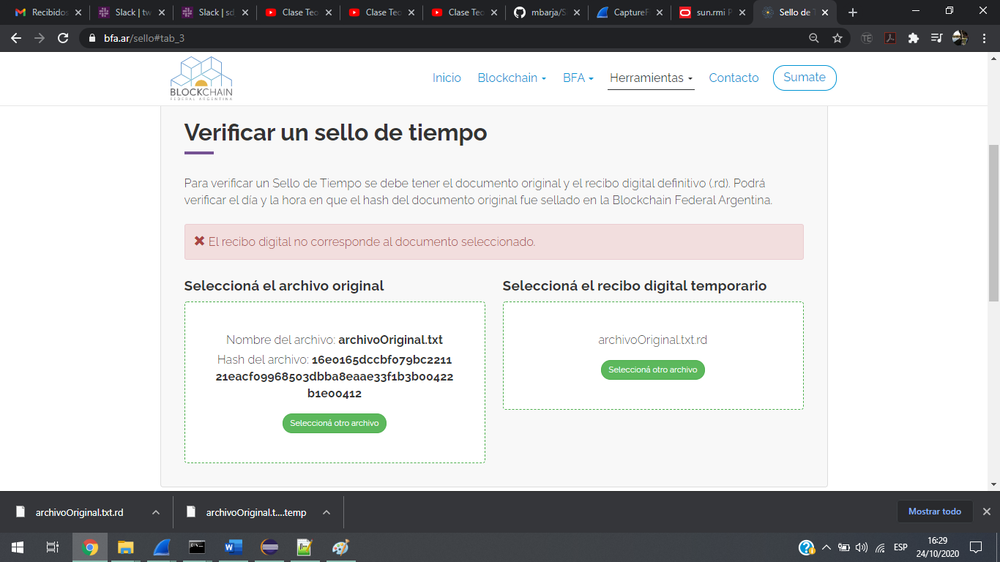 Recibidos
Slack | tw
Slack | sd
Clase Teo
Clase Teo
Clase Teo
mbarja/S
CaptureF
sun.rmi P
Sello de T
bfa.ar/sello#tab_3
BLOCKCHAIN
FEDERAL ARGENTINA
Inicio
Blockchain
BFA
Herramientas
Contacto
Sumate
Verificar un sello de tiempo
Para verificar un Sello de Tiempo se debe tener el documento original y el recibo digital definitivo (.rd). Podrá
verificar el día y la hora en que el hash del documento original fue sellado en la Blockchain Federal Argentina.
El recibo digital no corresponde al documento seleccionado.
Seleccioná el archivo original
Nombre del archivo: archivoOriginal.txt
Hash del archivo: 16e0165dccbf079bc2211
21eacf09968503dbba8eaae33f1b3b00422
b1e00412
Seleccioná otro archivo
Seleccioná el recibo digital temporario
archivoOriginal.txt.rd
Seleccioná otro archivo
archivoOriginal.txt.rd
archivoOriginal.t....temp
Mostrar todo
ESP
16:29
24/10/2020